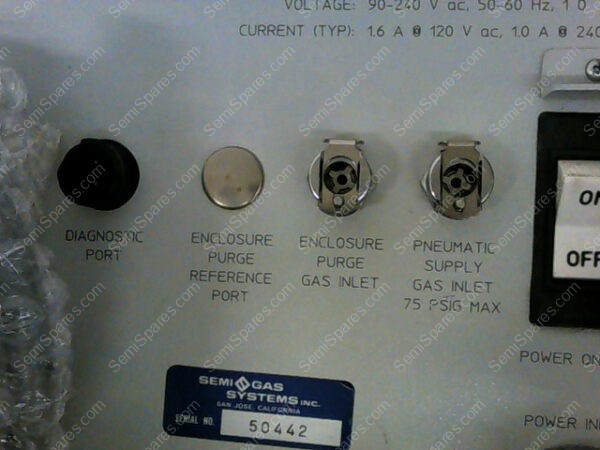 VOLTAGE: 90-240 V ac, 50-60 Hz, 1 0
CURRENT (TYP): 1.6 A @ 120 V ac, 1.0 A @ 240
ON
OFF
DIAGNOSTIC
PORT
ENCLOSURE
PURGE
REFERENCE
PORT
ENCLOSURE
PURGE
GAS INLET
PNEUMATIC
SUPPLY
GAS INLET
75 PSIG MAX
POWER ON
POWER IN
SEMI GAS
SYSTEMS INC.
SAN JOSE, CALIFORNIA
SERIAL NO. 50442
SemiSpares.com